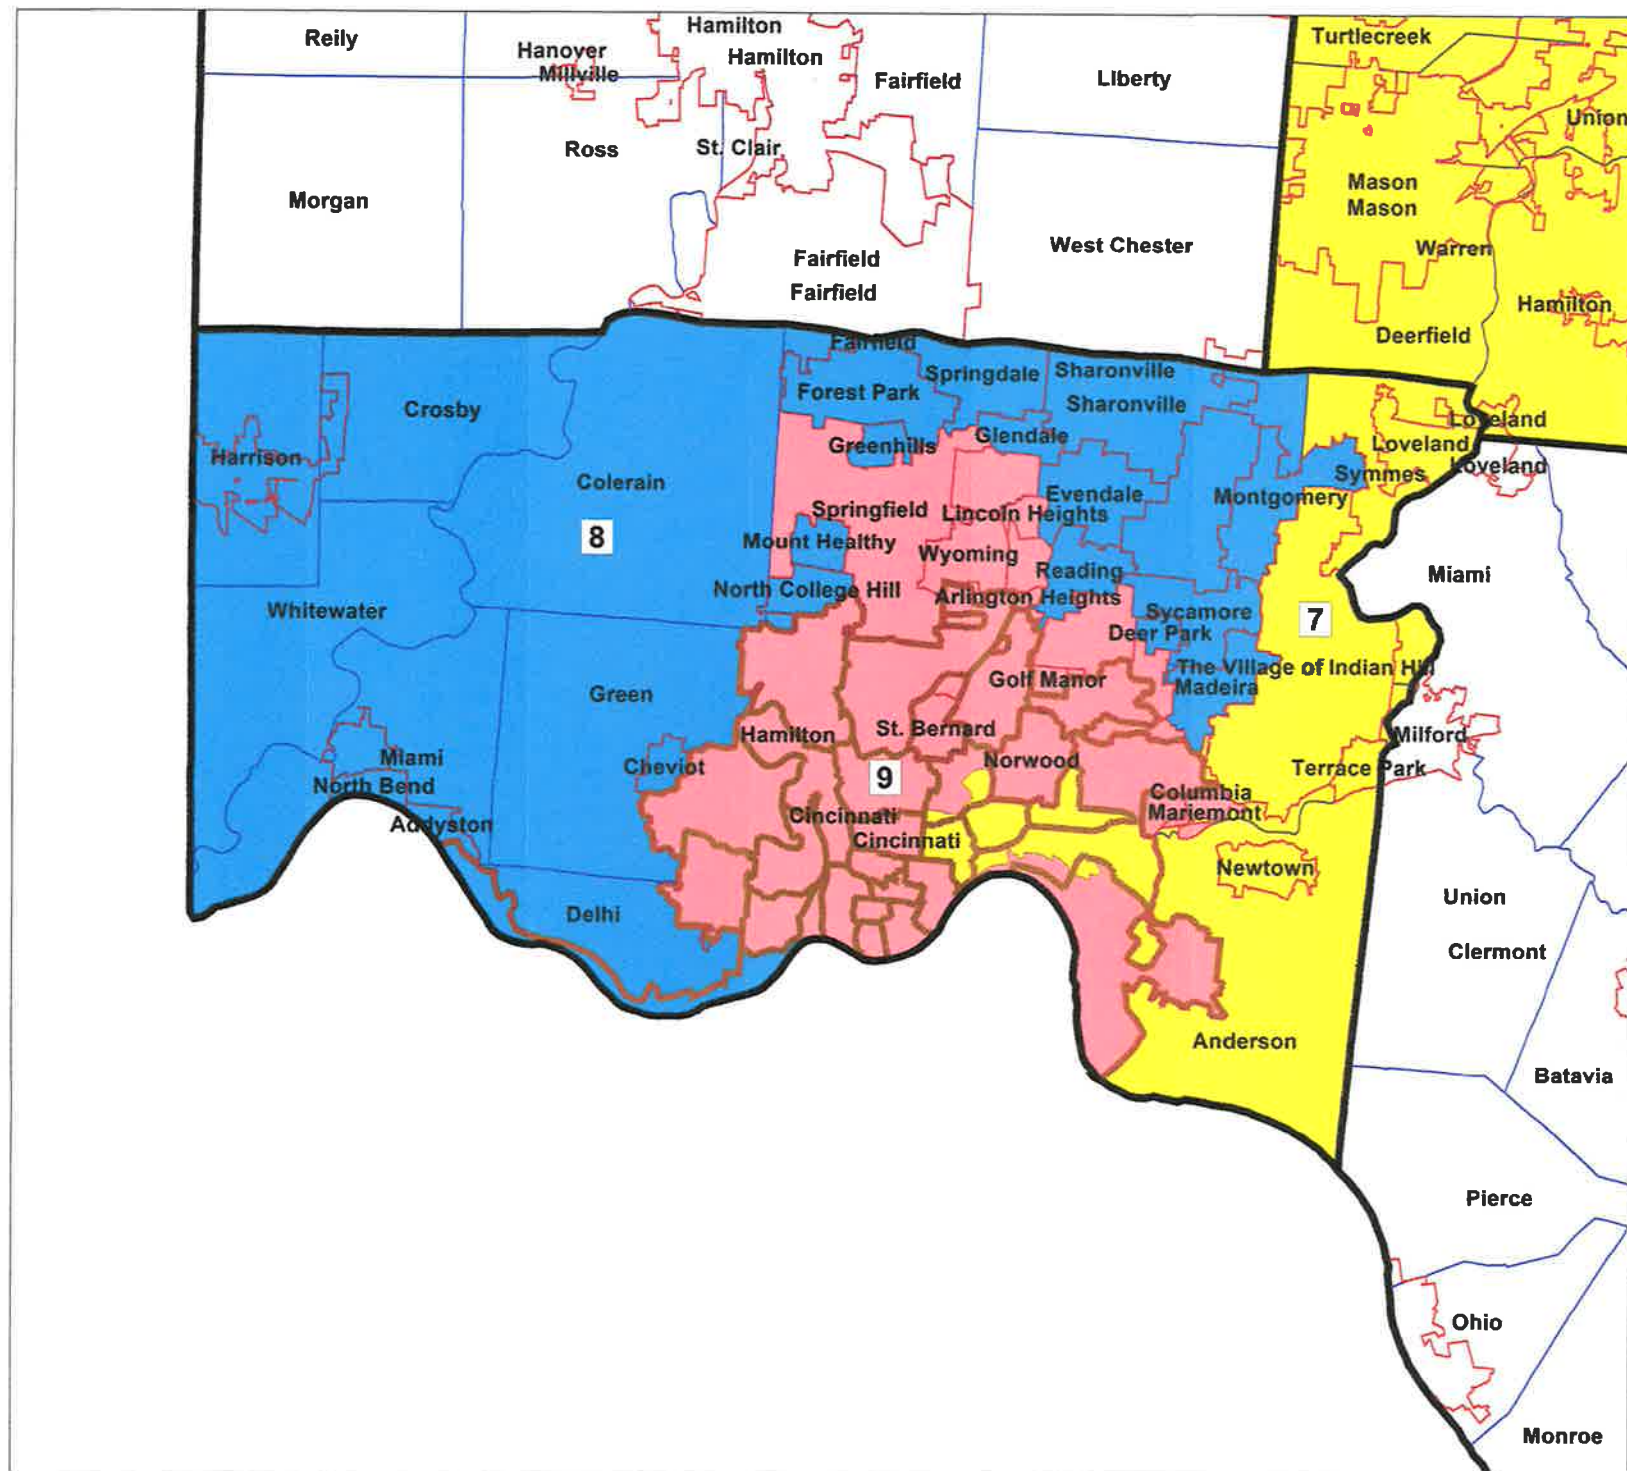 Reily
Hanover
Millville
Hamilton
Hamilton
Fairfield
Liberty
Turtlecreek
Union
Morgan
Ross
St. Clair
Mason
Mason
Fairfield
Fairfield
West Chester
Warren
Hamilton
Deerfield
Fairfield
Springdale
Sharonville
Forest Park
Sharonville
Crosby
Loveland
Loveland
Loveland
Harrison
Greenhills
Glendale
Symmes
Colerain
Evendale
Montgomery
8
Springfield
Lincoln Heights
Mount Healthy
Wyoming
Reading
Miami
North College Hill
Arlington Heights
Whitewater
Sycamore
7
Deer Park
Green
Golf Manor
The Village of Indian Hill
Madeira
Hamilton
St. Bernard
Milford
Miami
North Bend
Cheviot
9
Norwood
Terrace Park
Addyston
Cincinnati
Cincinnati
Columbia
Mariemont
Newtown
Delhi
Union
Clermont
Anderson
Batavia
Pierce
Ohio
Monroe